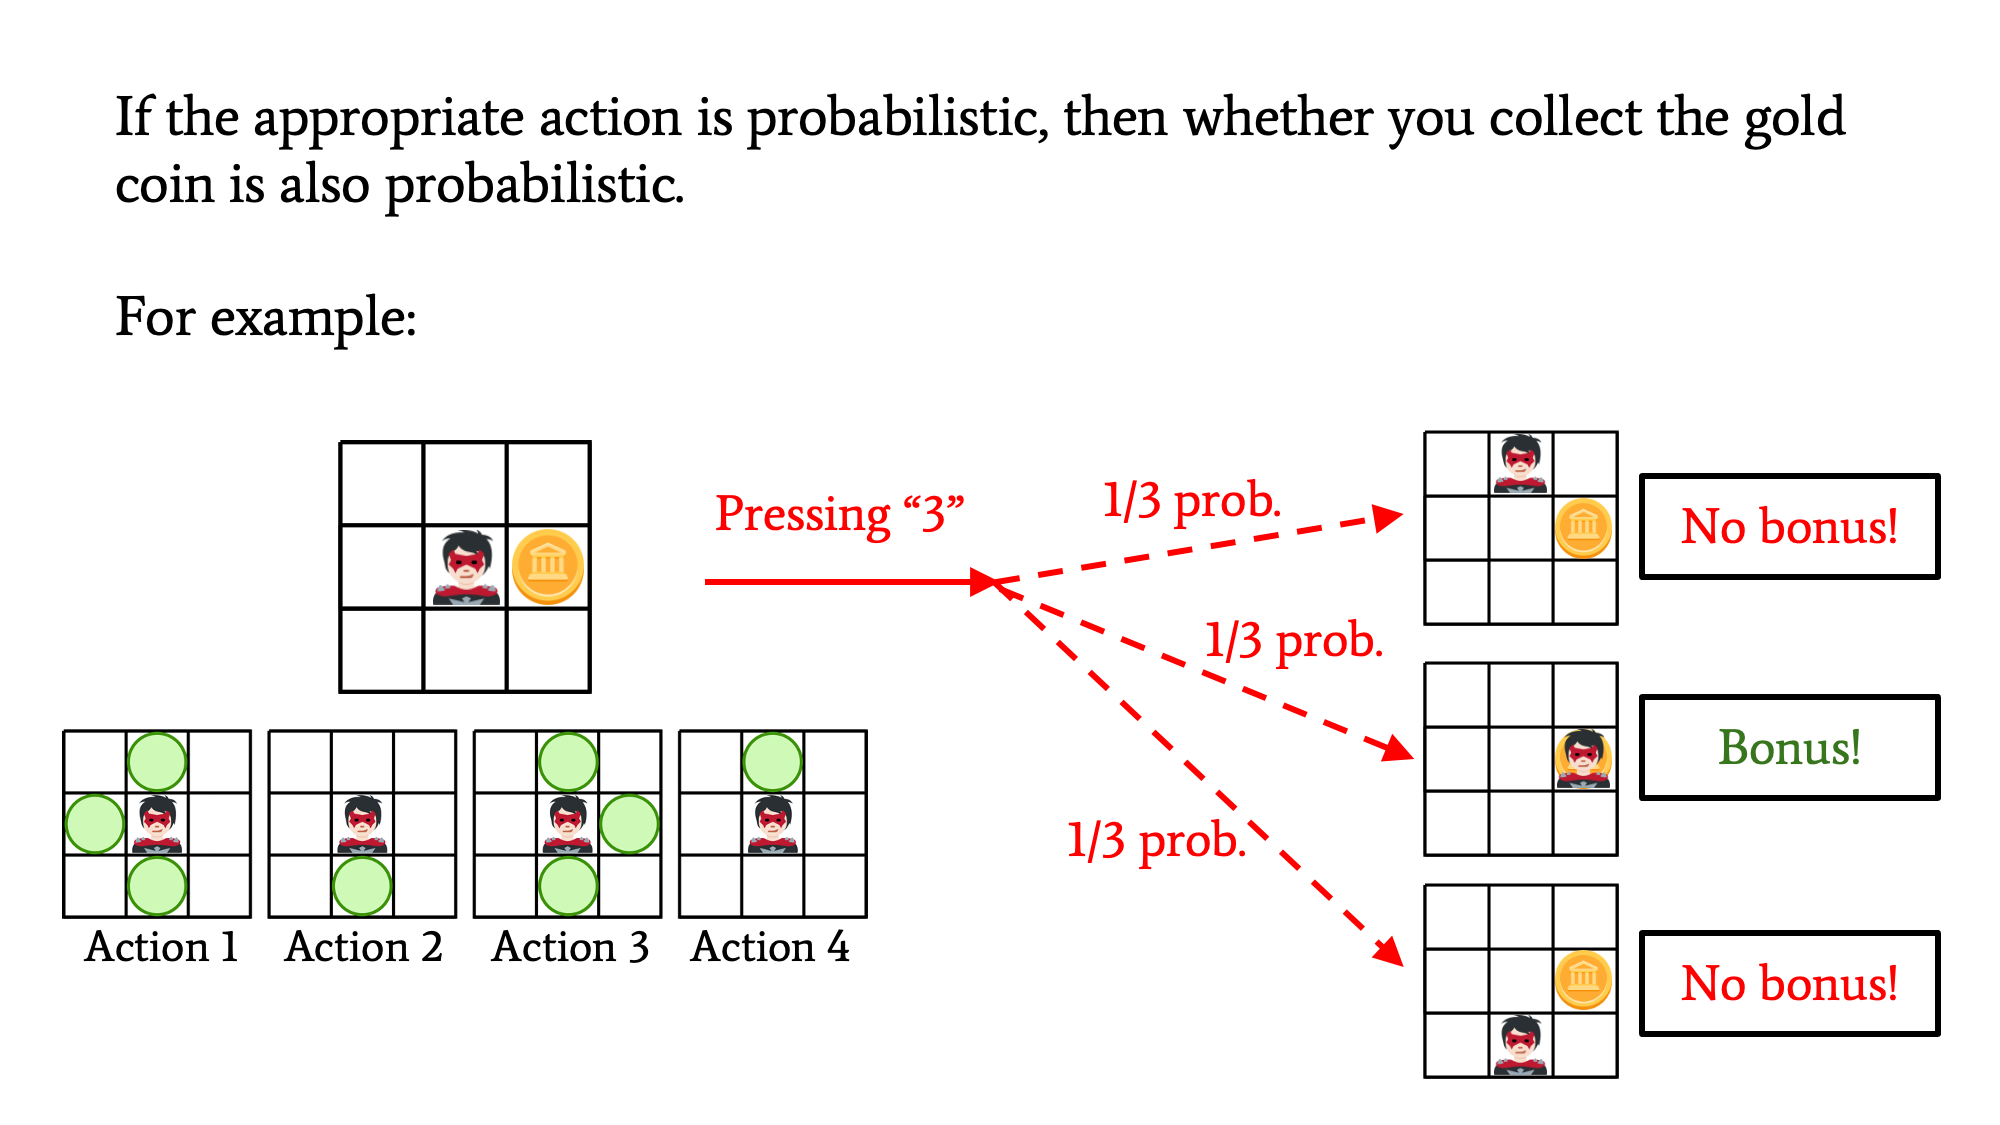 If the appropriate action is probabilistic, then whether you collect the gold
coin is also probabilistic.
For example:
Pressing “3”
1/3 prob.
No bonus!
1/3 prob.
Bonus!
1/3 prob.
No bonus!
Action 1
Action 2
Action 3
Action 4